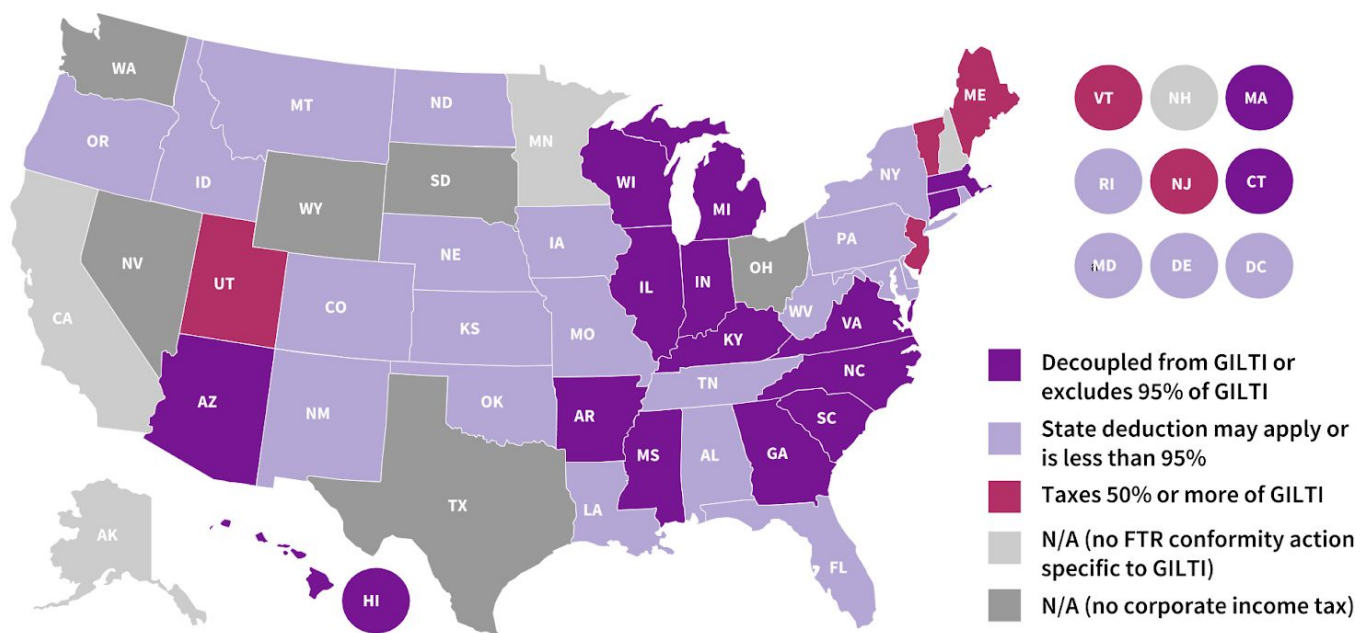 WA
MT
ND
MN
ME
VT
NH
MA
OR
ID
SD
WI
NY
RI
NJ
CT
WY
MI
NE
IA
PA
MD
DE
DC
NV
UT
OH
IL
IN
CO
WV
CA
KS
MO
VA
KY
Decoupled from GILTI or
excludes 95% of GILTI
NC
TN
AZ
NM
OK
AR
SC
State deduction may apply or
is less than 95%
MS
AL
GA
Taxes 50% or more of GILTI
TX
LA
AK
FL
N/A (no FTR conformity action
specific to GILTI)
HI
N/A (no corporate income tax)